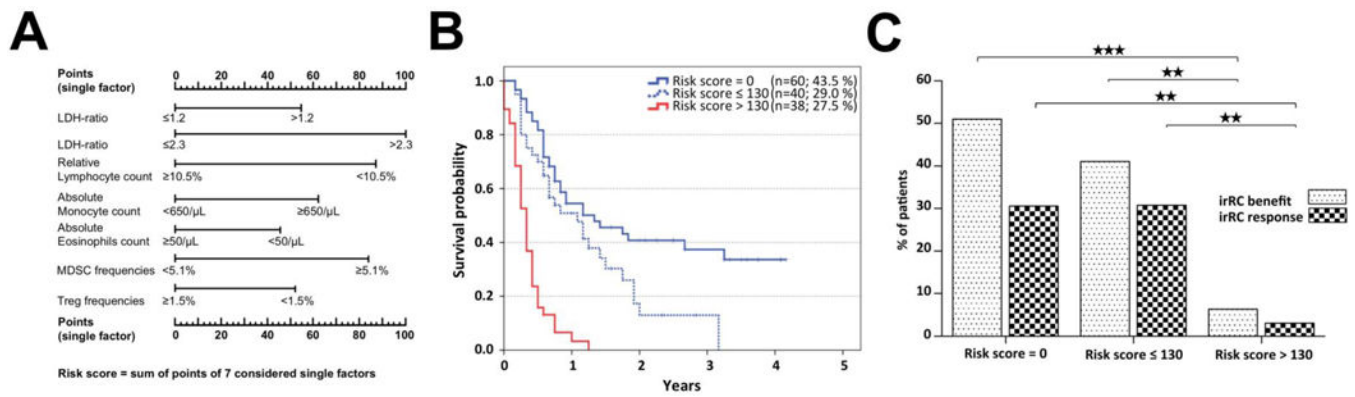 A
Points
(single factor)
0 20 40 60 80 100
LDH-ratio
≤1.2 >1.2
LDH-ratio
≤2.3 >2.3
Relative
Lymphocyte count
≥10.5% <10.5%
Absolute
Monocyte count
<650/µL ≥650/µL
Absolute
Eosinophils count
≥50/µL <50/µL
MDSC frequencies
<5.1% ≥5.1%
Treg frequencies
≥1.5% <1.5%
Points
(single factor)
0 20 40 60 80 100
Risk score = sum of points of 7 considered single factors
B
Survival probability
1.0
0.8
0.6
0.4
0.2
0.0
Risk score = 0 (n=60; 43.5 %)
Risk score ≤ 130 (n=40; 29.0 %)
Risk score > 130 (n=38; 27.5 %)
0 1 2 3 4 5
Years
C
★★★
★★
★★
★★
% of patients
60
50
40
30
20
10
0
irRC benefit
irRC response
Risk score = 0 Risk score ≤ 130 Risk score > 130